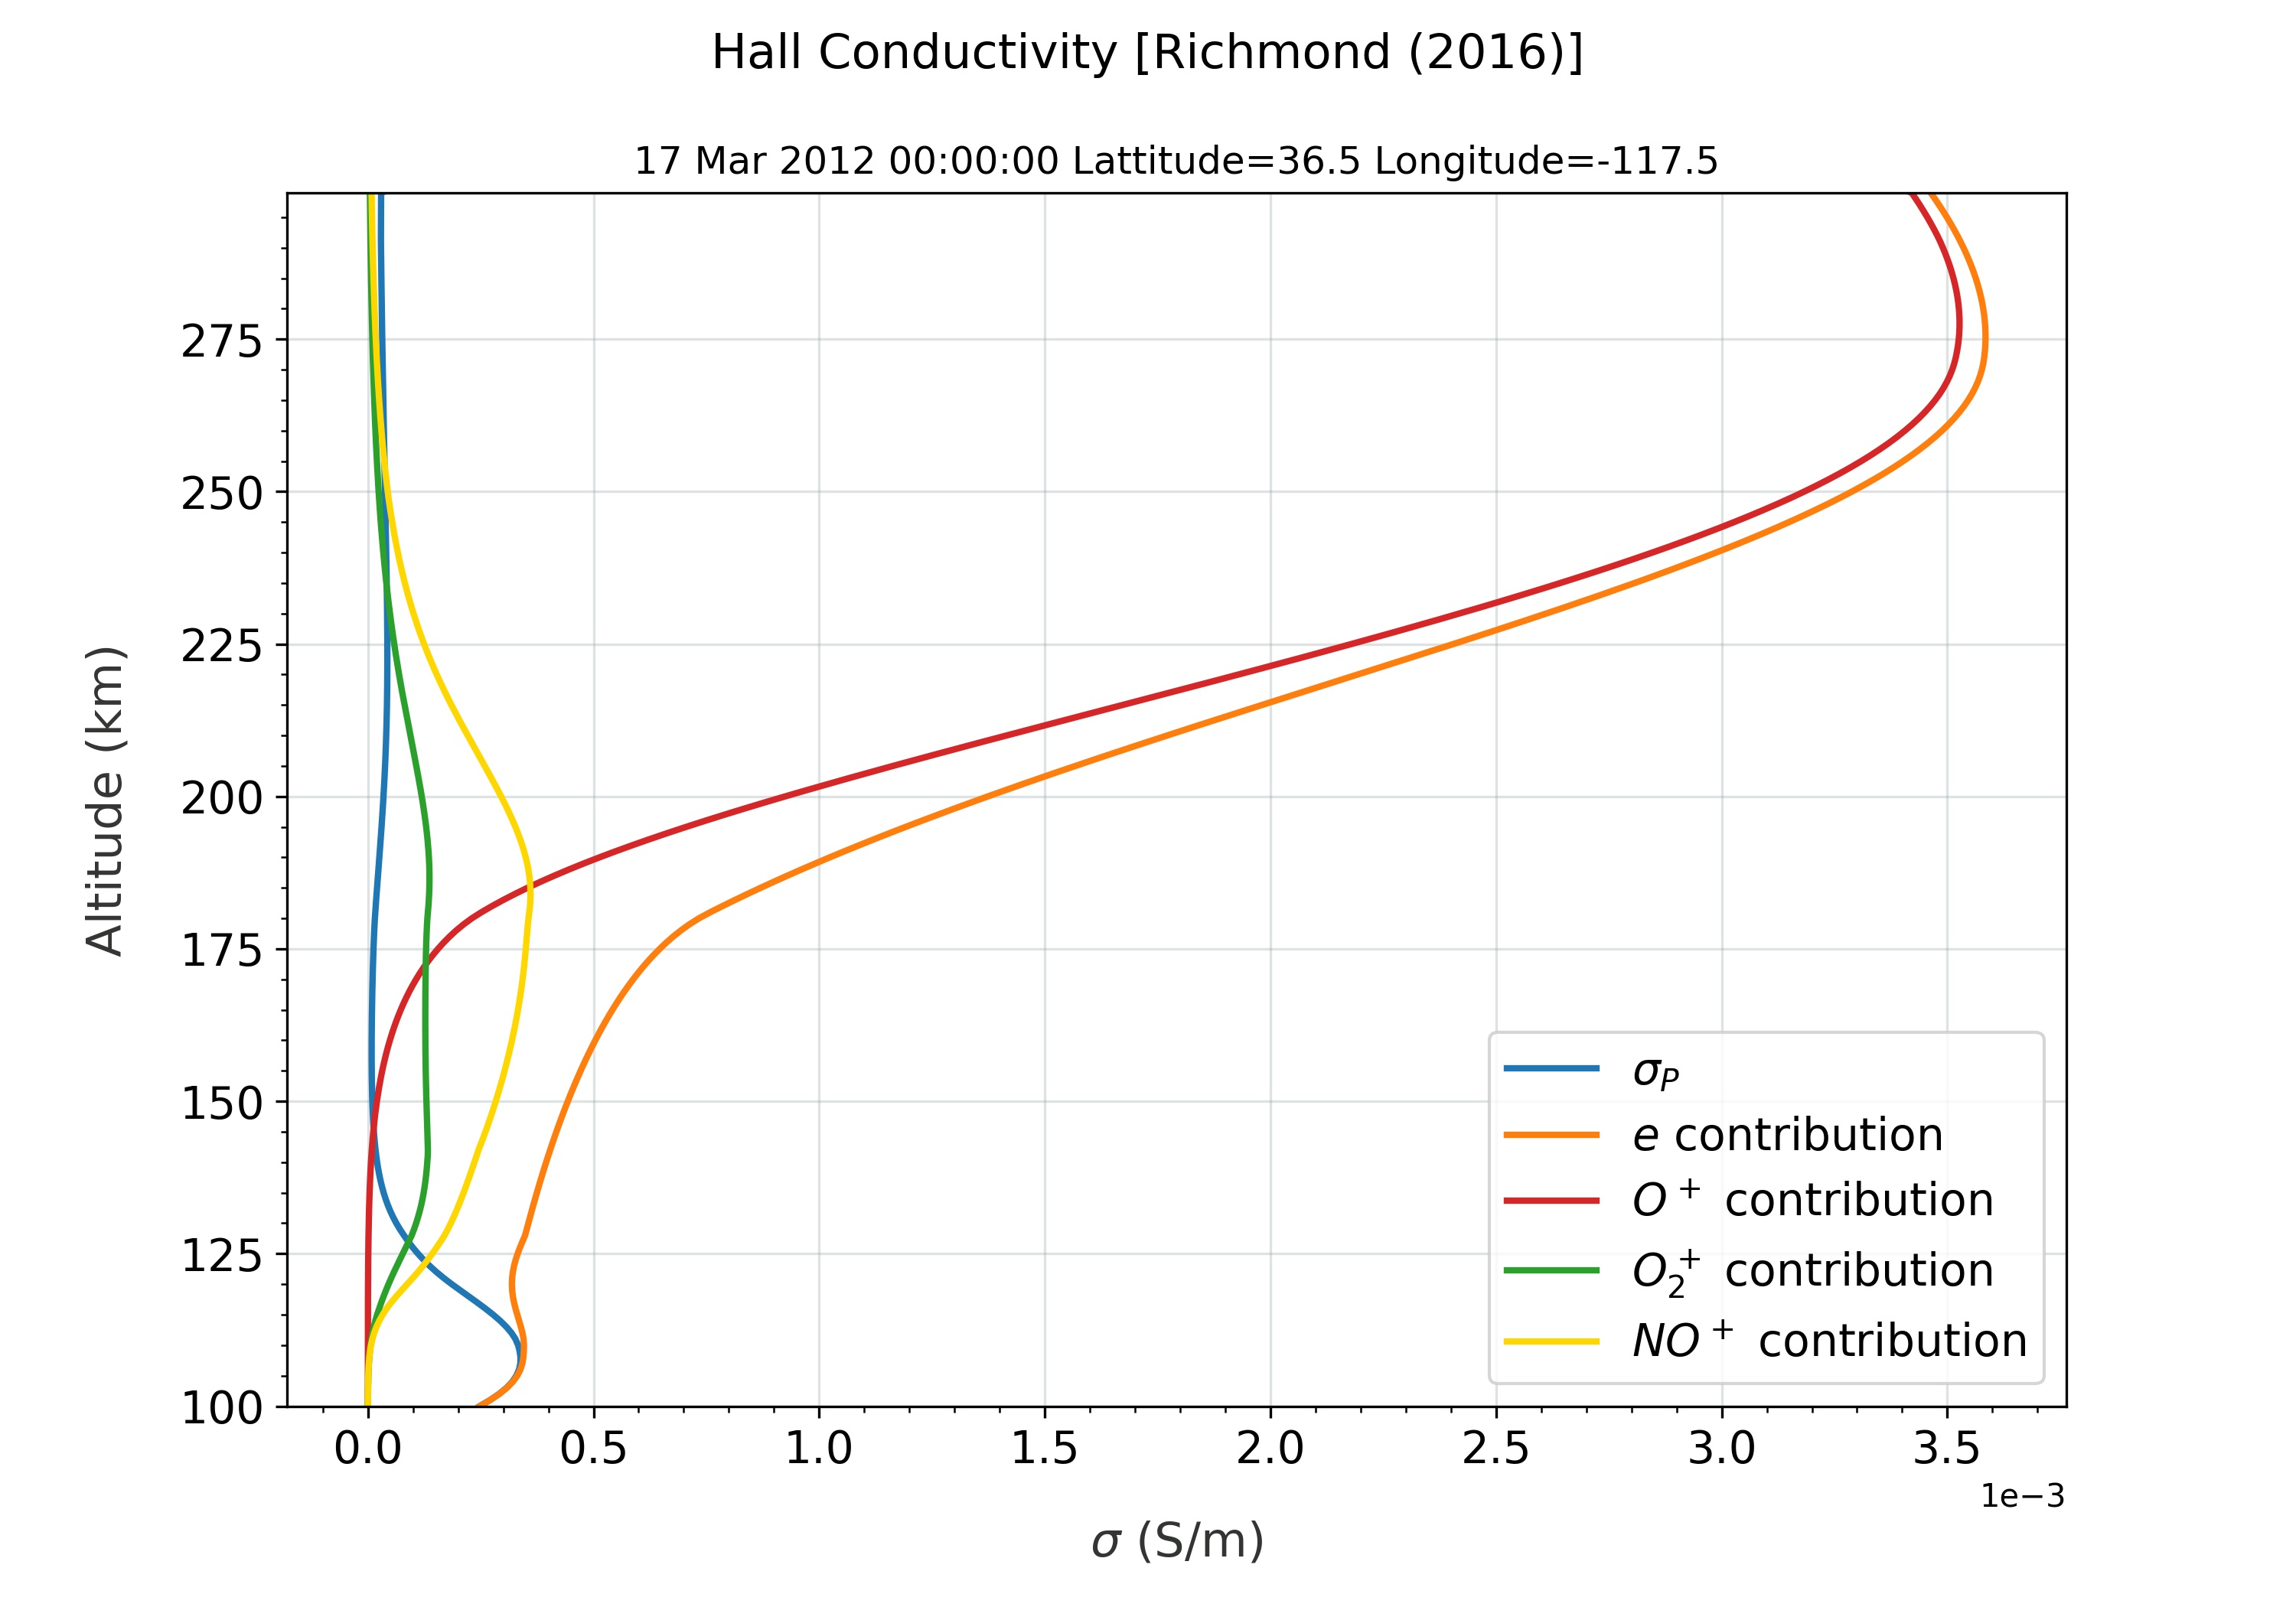 Hall Conductivity [Richmond (2016)]
17 Mar 2012 00:00:00 Lattitude=36.5 Longitude=-117.5
Altitude (km)
275
250
225
200
175
150
125
100
0.0 0.5 1.0 1.5 2.0 2.5 3.0 3.5
1e−3
σ (S/m)
σ_P
e contribution
O⁺ contribution
O₂⁺ contribution
NO⁺ contribution